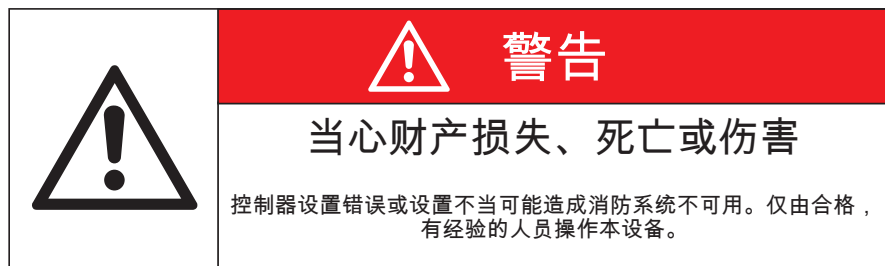 警告
当心财产损失、死亡或伤害
控制器设置错误或设置不当可能造成消防系统不可用。仅由合格，
有经验的人员操作本设备。